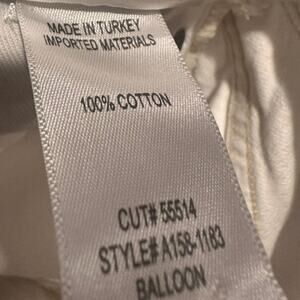 MADE IN TURKEY
IMPORTED MATERIALS
100% COTTON
CUT# 55514
STYLE# A158-1183
BALLOON